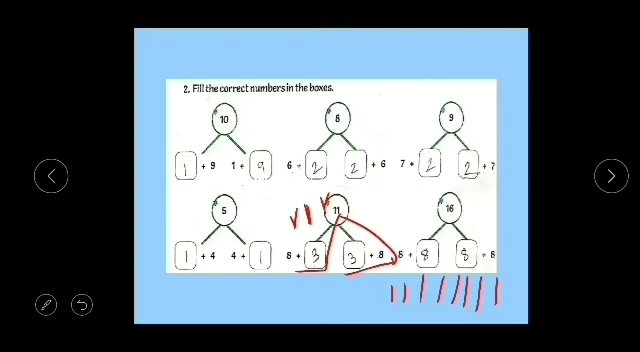 2. Fill the correct numbers in the boxes.
10 8 9
1 + 9 1 + 9 6 + 2 2 + 6 7 + 2 2 + 7
5 11 16
1 + 4 4 + 1 8 + 3 3 + 8 8 + 8 8 + 8